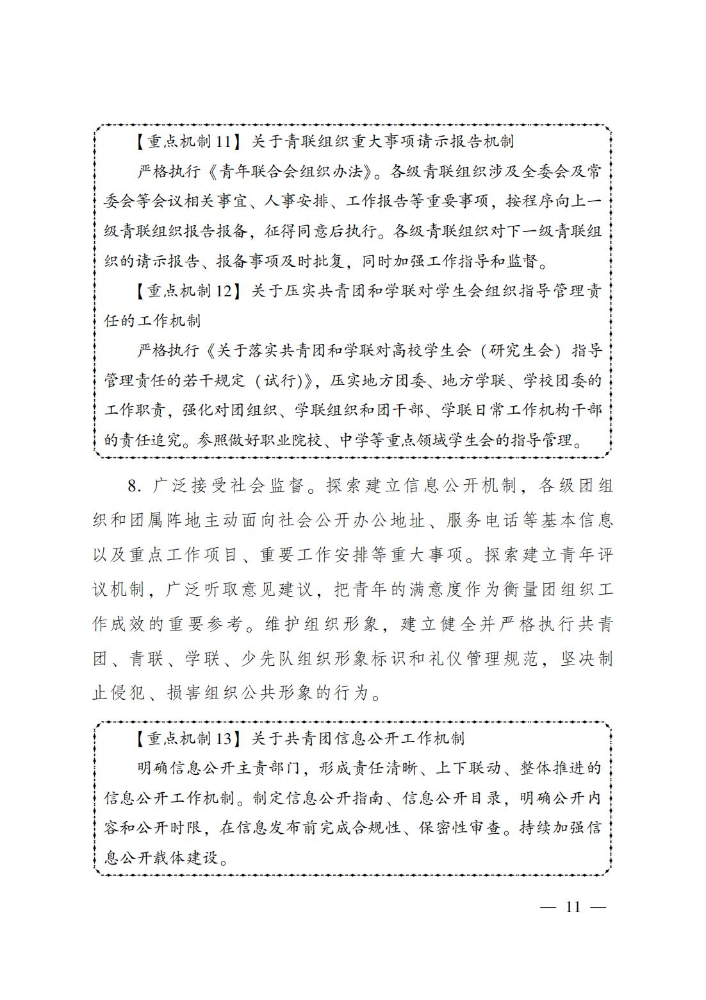 【重点机制 11】关于青联组织重大事项请示报告机制
严格执行《青年联合会组织办法》。各级青联组织涉及全委会及常
委会等会议相关事宜、人事安排、工作报告等重要事项，按程序向上一
级青联组织报告报备，征得同意后执行。各级青联组织对下一级青联组
织的请示报告、报备事项及时批复，同时加强工作指导和监督。
【重点机制 12】关于压实共青团和学联对学生会组织指导管理责
任的工作机制
严格执行《关于落实共青团和学联对高校学生会（研究生会）指导
管理责任的若干规定（试行)》，压实地方团委、地方学联、学校团委的
工作职责，强化对团组织、学联组织和团干部、学联日常工作机构干部
的责任追究。参照做好职业院校、中学等重点领域学生会的指导管理。
8. 广泛接受社会监督。探索建立信息公开机制，各级团组
织和团属阵地主动面向社会公开办公地址、服务电话等基本信息
以及重点工作项目、重要工作安排等重大事项。探索建立青年评
议机制，广泛听取意见建议，把青年的满意度作为衡量团组织工
作成效的重要参考。维护组织形象，建立健全并严格执行共青
团、青联、学联、少先队组织形象标识和礼仪管理规范，坚决制
止侵犯、损害组织公共形象的行为。
【重点机制 13】关于共青团信息公开工作机制
明确信息公开主责部门，形成责任清晰、上下联动、整体推进的
信息公开工作机制。制定信息公开指南、信息公开目录，明确公开内
容和公开时限，在信息发布前完成合规性、保密性审查。持续加强信
息公开载体建设。
— 11 —